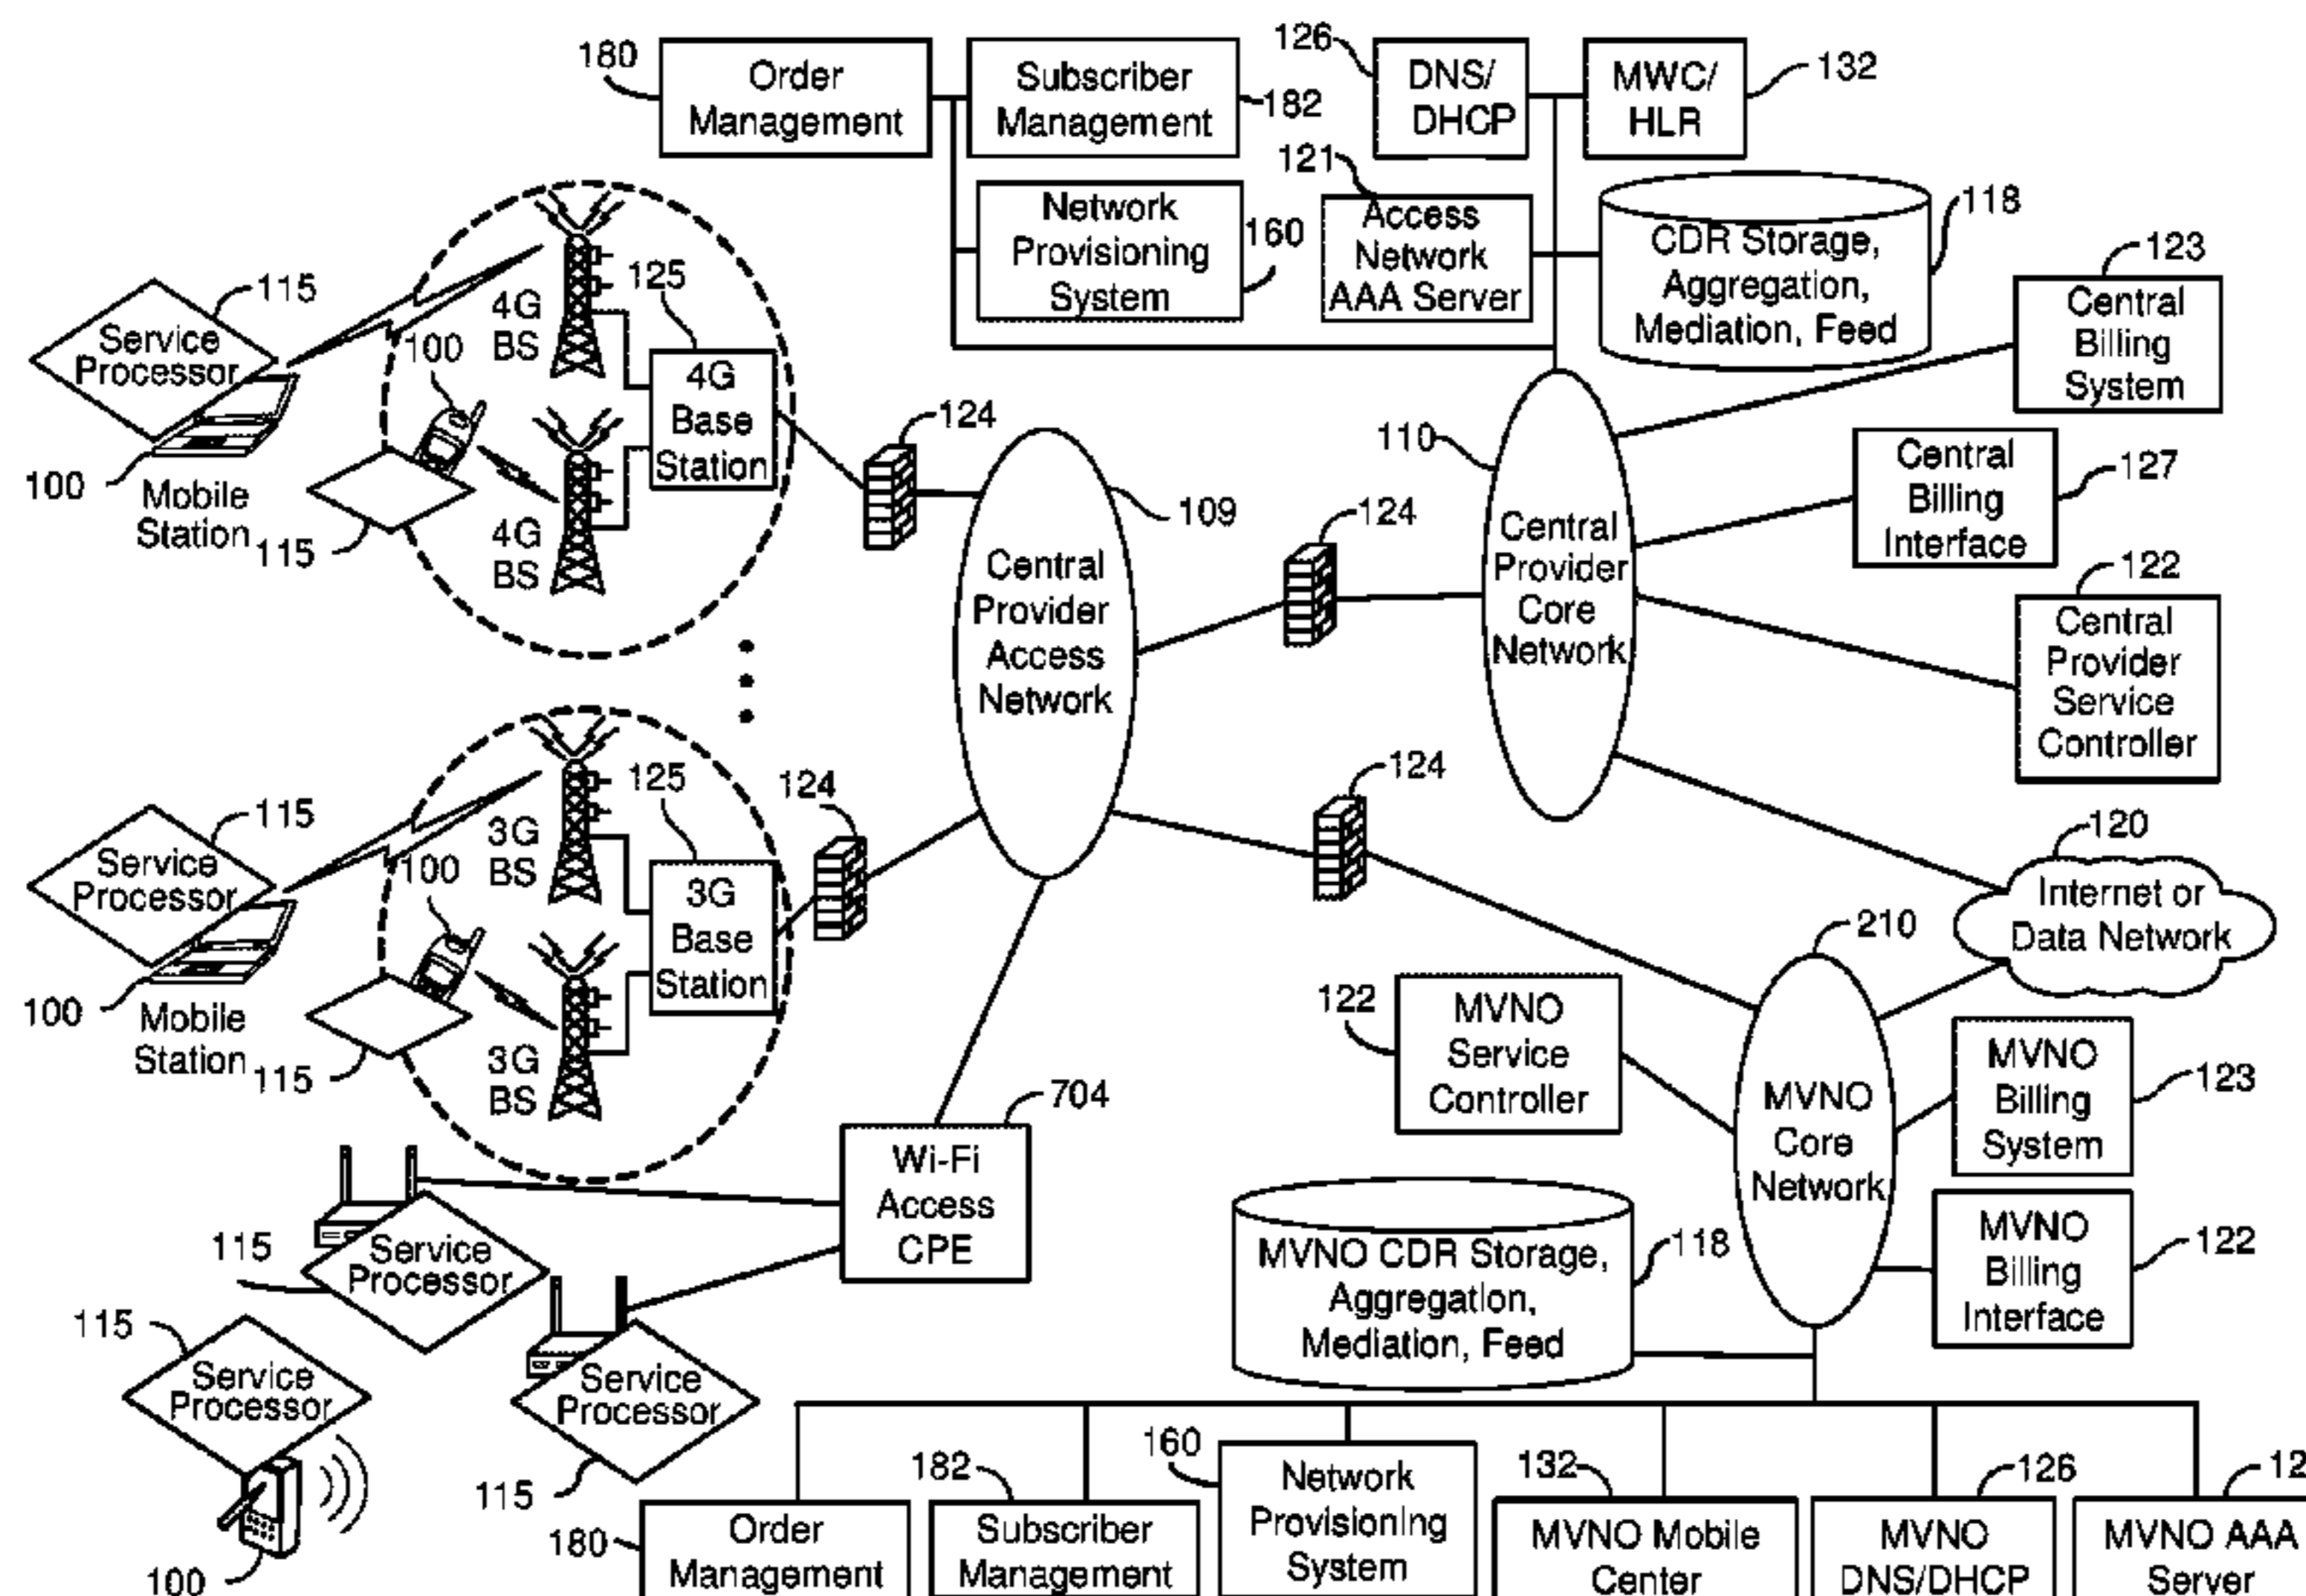 180
Order
Management
Subscriber
Management
182
126
DNS/
DHCP
MWC/
HLR
132
Network
Provisioning
System
160
121
Access
Network
AAA Server
CDR Storage,
Aggregation,
Mediation, Feed
118
123
Central
Billing
System
115
Service
Processor
100
Mobile
Station
100
115
4G
BS
4G
BS
125
4G
Base
Station
124
109
Central
Provider
Access
Network
124
110
Central
Provider
Core
Network
Central
Billing
Interface
127
122
Central
Provider
Service
Controller
115
Service
Processor
100
Mobile
Station
100
115
3G
BS
3G
BS
125
3G
Base
Station
124
124
120
Internet or
Data Network
210
MVNO
Core
Network
122
MVNO
Service
Controller
MVNO
Billing
System
123
MVNO
Billing
Interface
122
704
Wi-Fi
Access
CPE
115
Service
Processor
115
Service
Processor
100
Service
Processor
115
MVNO CDR Storage,
Aggregation,
Mediation, Feed
118
180
Order
Management
182
Subscriber
Management
160
Network
Provisioning
System
132
MVNO Mobile
Center
126
MVNO
DNS/DHCP
MVNO AAA
Server